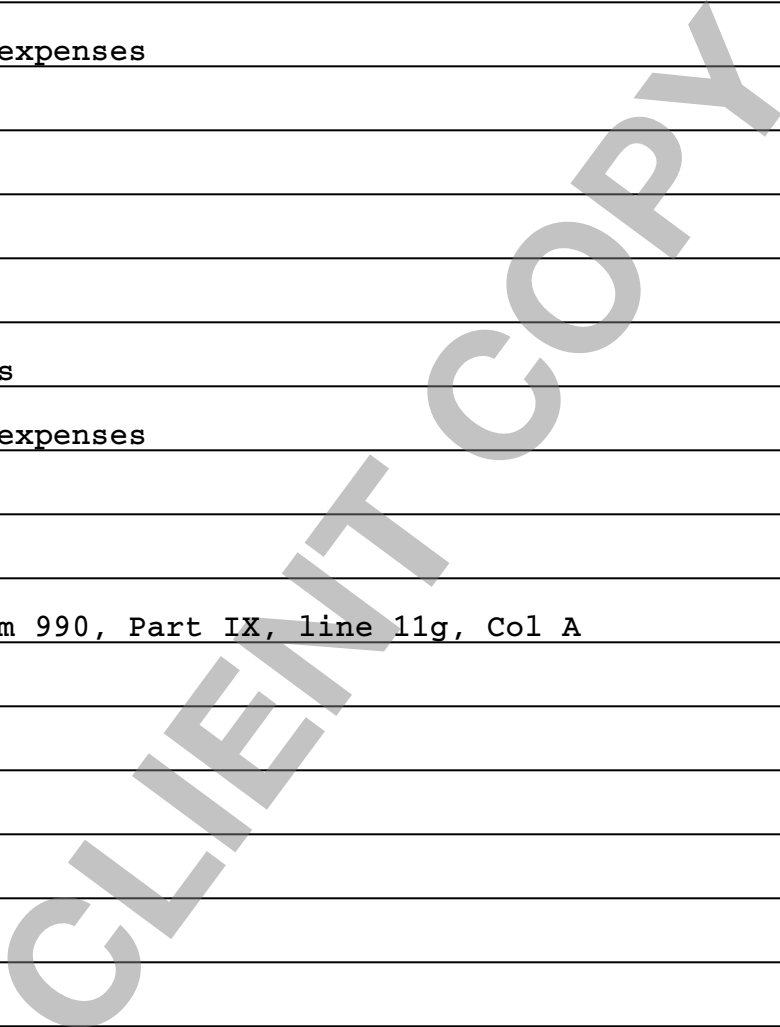 expenses
s
expenses
m 990, Part IX, line 11g, Col A
CLIENT COPY